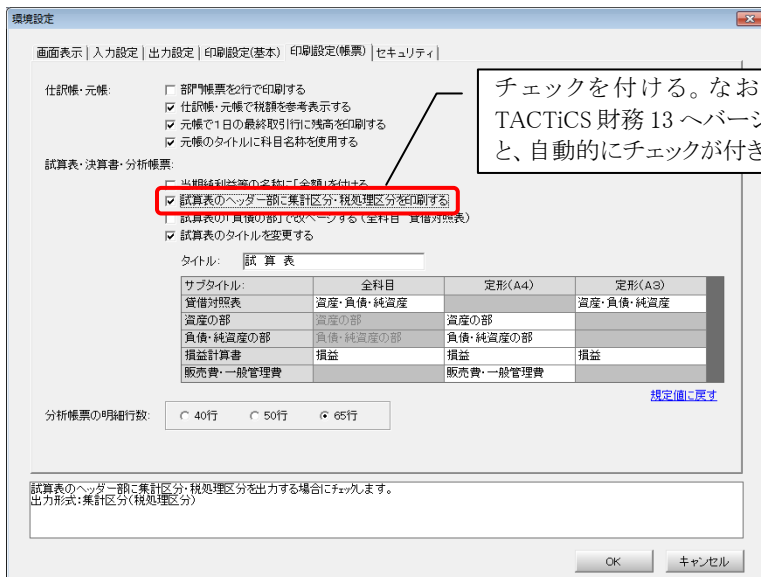 環境設定
画面表示 入力設定 出力設定 印刷設定(基本) 印刷設定(帳票) セキュリティ
仕訳帳・元帳:
部門帳票を2行で印刷する
仕訳帳・元帳で税額を参考表示する
元帳で1日の最終取引行に残高を印刷する
元帳のタイトルに科目名称を使用する
チェックを付ける。なお
TACTiCS 財務 13 へバージ
と、自動的にチェックが付き
試算表・決算書・分析帳票:
当期純利益等の名称に「金額」を付ける
試算表のヘッダー部に集計区分・税処理区分を印刷する
試算表の「負債の部」で改ページする(全科目 貸借対照表)
試算表のタイトルを変更する
タイトル: 試 算 表
サブタイトル: 全科目 定形(A4) 定形(A3)
貸借対照表 資産・負債・純資産 資産・負債・純資産
資産の部 資産の部 資産の部
負債・純資産の部 負債・純資産の部 負債・純資産の部
損益計算書 損益 損益 損益
販売費・一般管理費 販売費・一般管理費
規定値に戻す
分析帳票の明細行数: 40行 50行 65行
試算表のヘッダー部に集計区分・税処理区分を出力する場合にチェックします。
出力形式:集計区分(税処理区分)
OK キャンセル